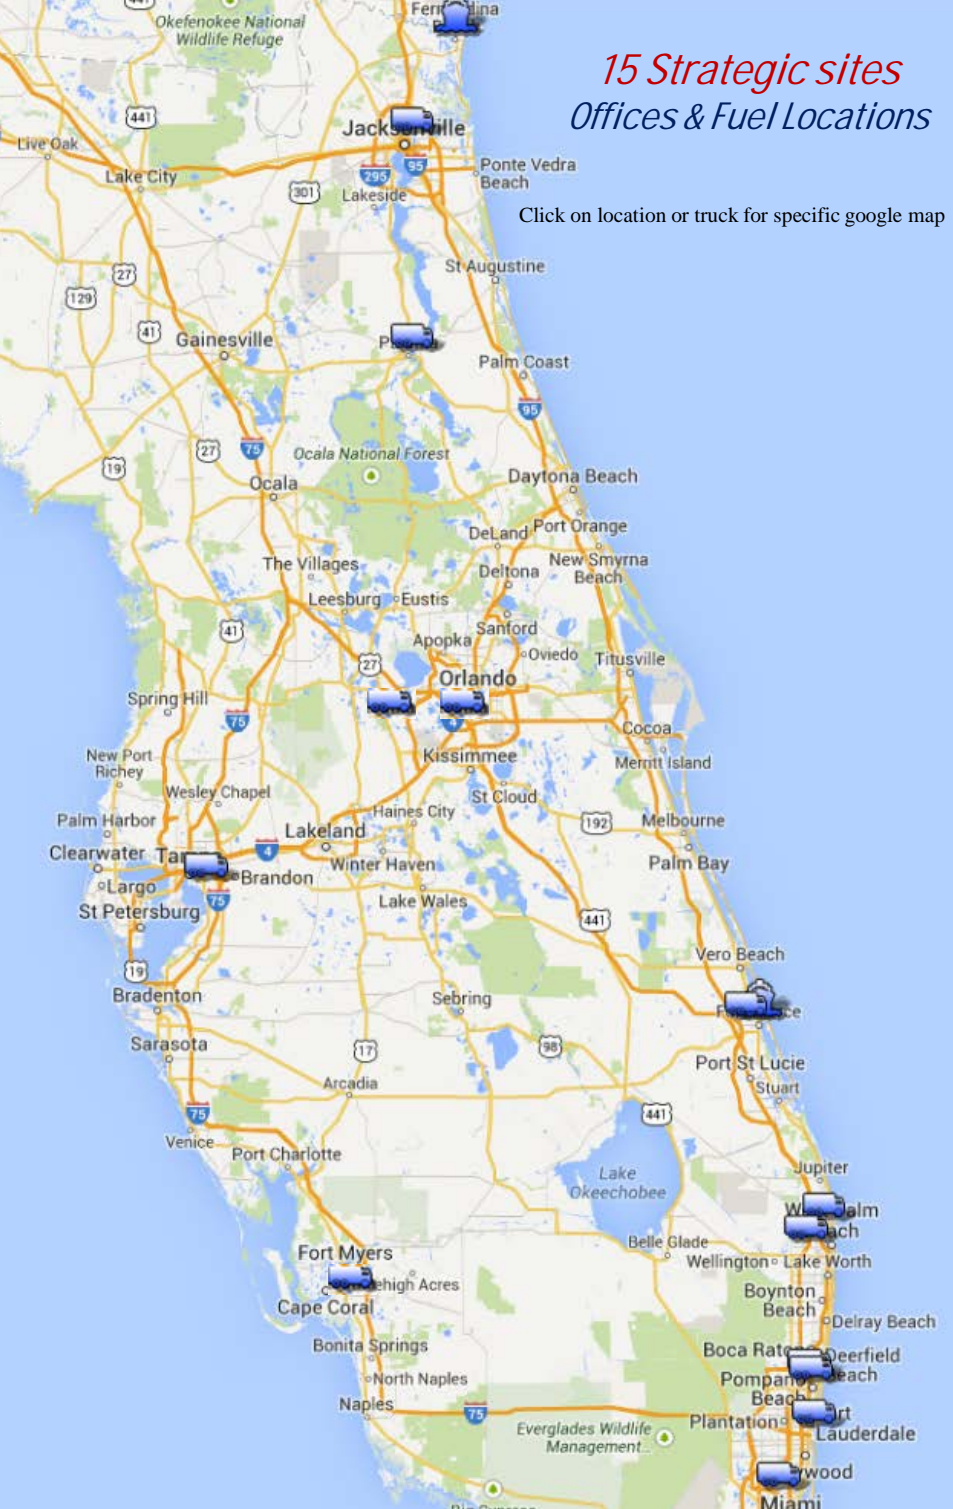 441
Okefenokee National
Wildlife Refuge
15 Strategic sites
Offices & Fuel Locations
441
Live Oak
Lake City
295
95
Ponte Vedra
Beach
301
Lakeside
Click on location or truck for specific google map
27
St Augustine
129
41
Gainesville
Palm Coast
95
27
75
Ocala National Forest
19
Ocala
Daytona Beach
DeLand
Port Orange
The Villages
Deltona
New Smyrna
Beach
Leesburg
Eustis
41
Apopka
Sanford
Oviedo
27
Titusville
Orlando
Spring Hill
75
4
Cocoa
New Port
Richey
Kissimmee
Merritt Island
Wesley Chapel
St Cloud
Palm Harbor
Haines City
192
Melbourne
Lakeland
Clearwater
4
Winter Haven
Palm Bay
Largo
Brandon
75
St Petersburg
Lake Wales
441
Vero Beach
19
Bradenton
Sebring
Sarasota
17
98
Port St Lucie
Arcadia
Stuart
75
441
Venice
Port Charlotte
Jupiter
Lake
Okeechobee
Belle Glade
Fort Myers
Wellington
Lake Worth
Cape Coral
Boynton
Beach
Delray Beach
Bonita Springs
Deerfield
North Naples
Naples
75
Plantation
Everglades Wildlife
Management...
Lauderdale
Miami